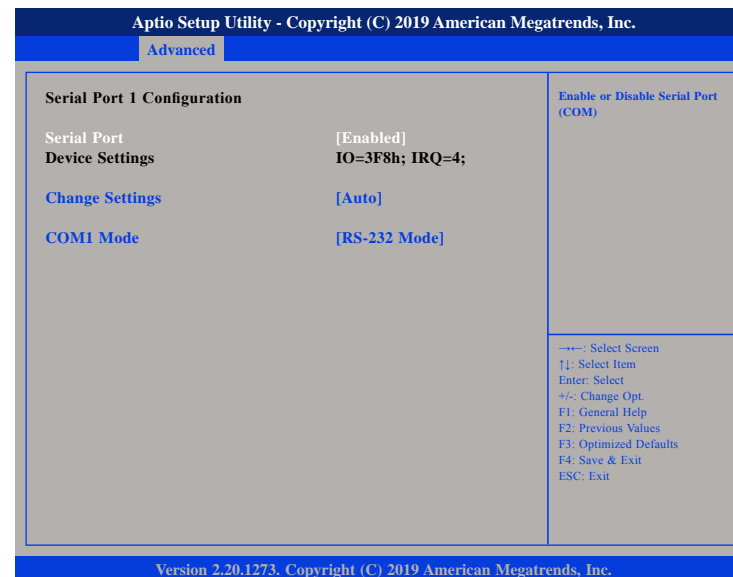 Aptio Setup Utility - Copyright (C) 2019 American Megatrends, Inc.
Advanced
Serial Port 1 Configuration
Serial Port [Enabled]
Device Settings IO=3F8h; IRQ=4;
Change Settings [Auto]
COM1 Mode [RS-232 Mode]
Enable or Disable Serial Port
(COM)
→←: Select Screen
↑↓: Select Item
Enter: Select
+/-: Change Opt.
F1: General Help
F2: Previous Values
F3: Optimized Defaults
F4: Save & Exit
ESC: Exit
Version 2.20.1273. Copyright (C) 2019 American Megatrends, Inc.